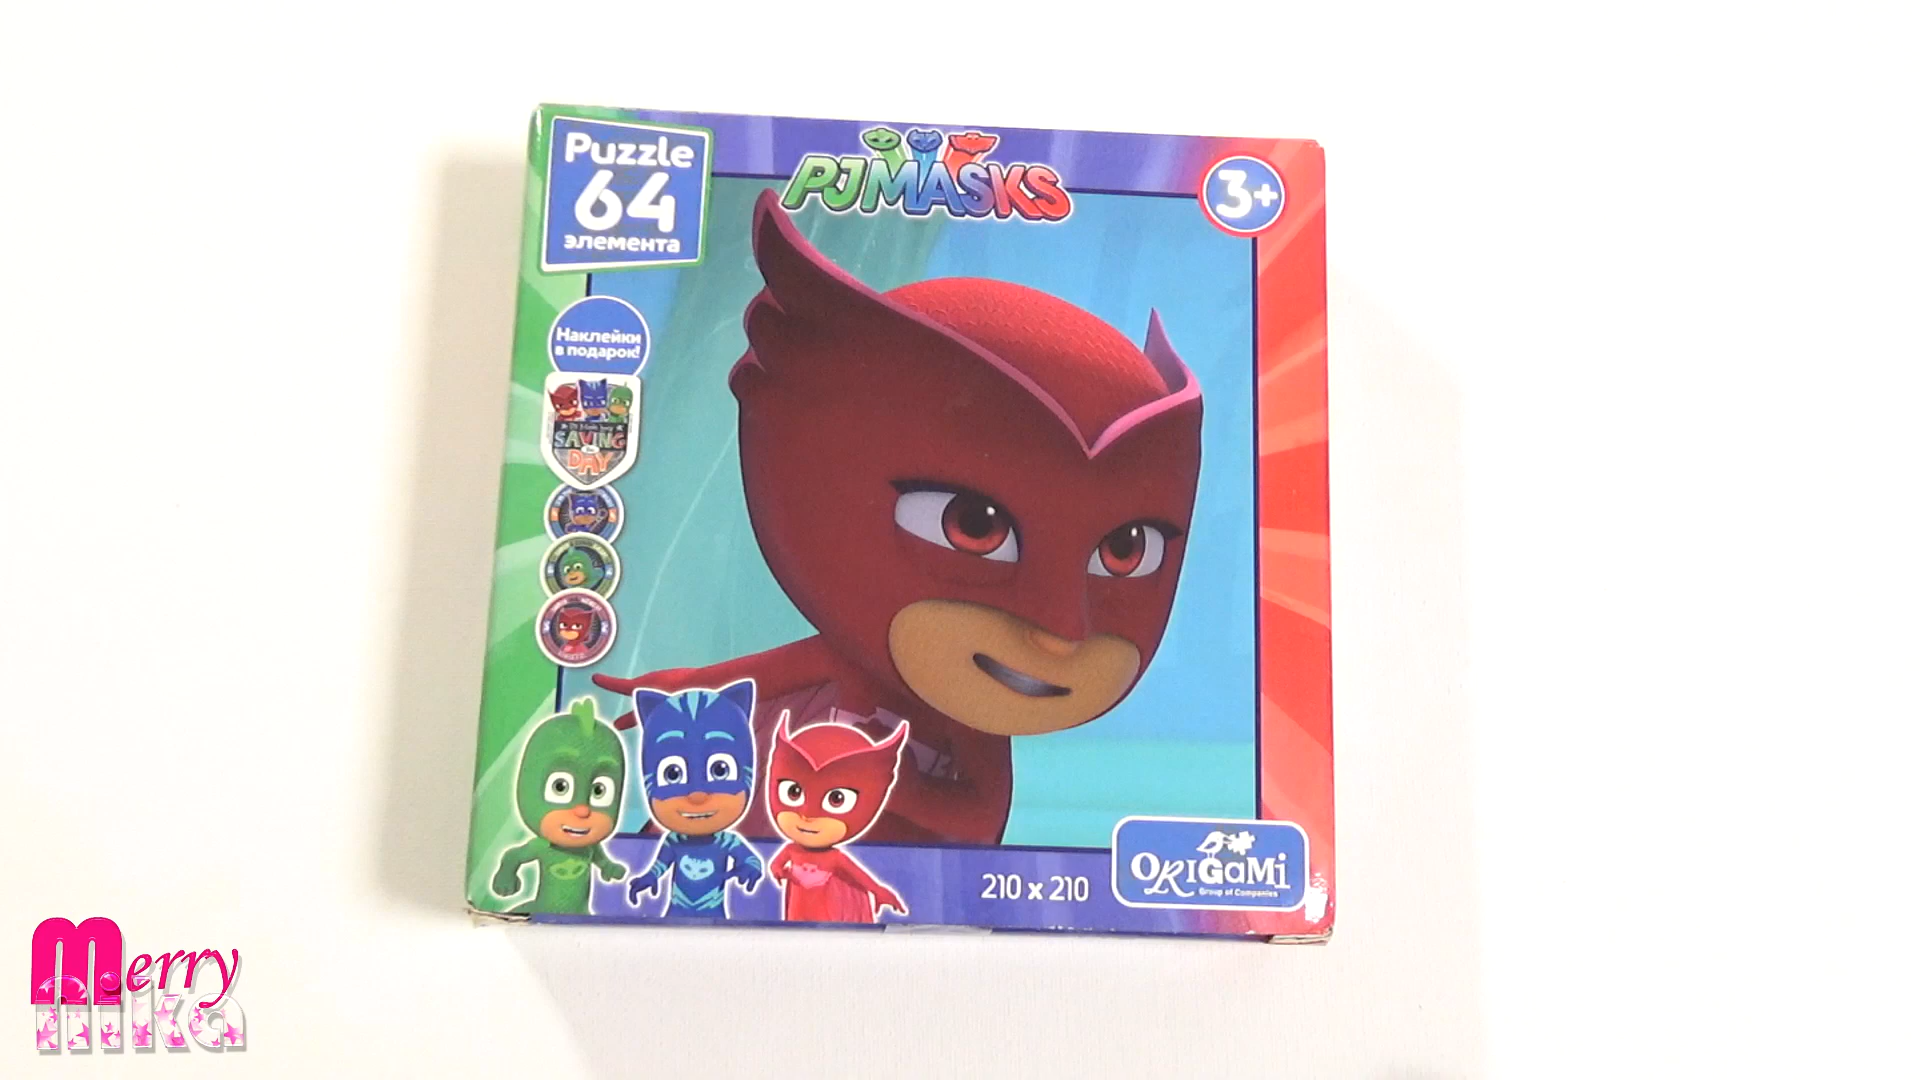 Puzzle
64
элемента
PJMASKS
3+
Наклейки
в подарок!
SAVING
DAY
210 x 210
ORIGaMi
Group of Companies
Merry
nika